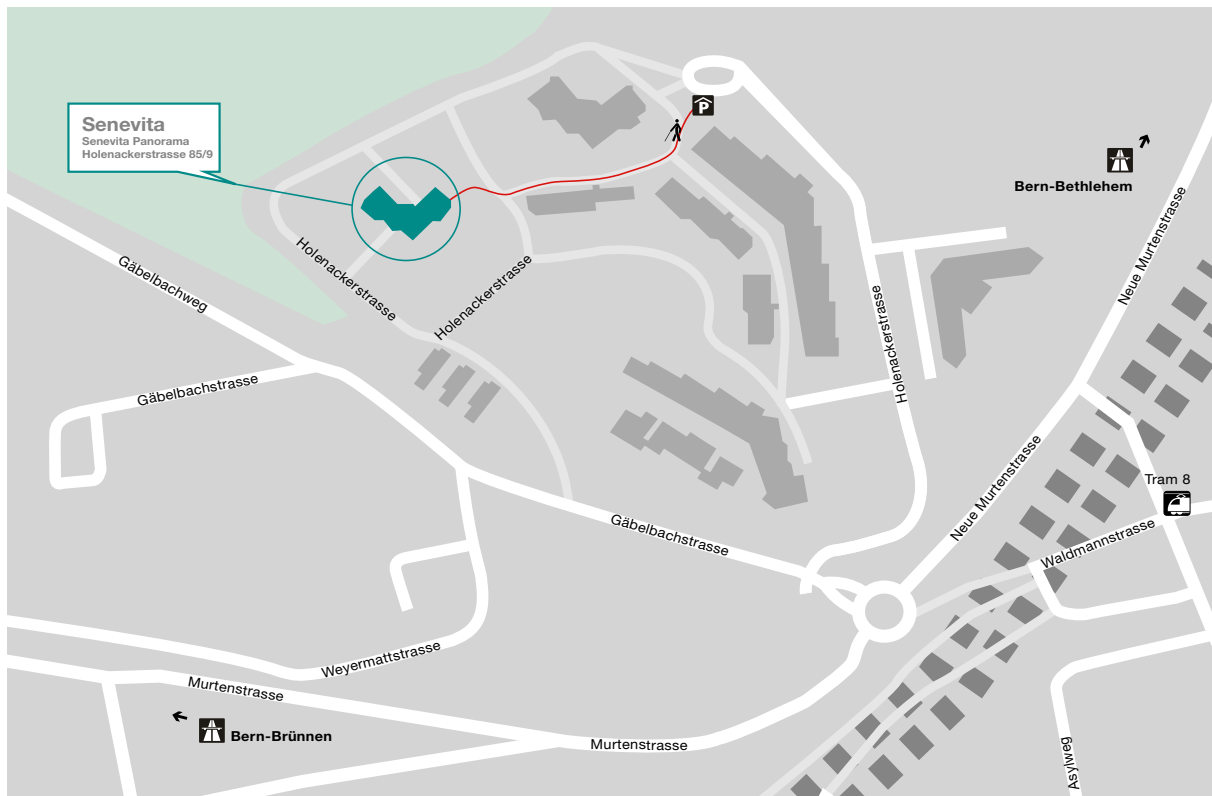 Senevita
Senevita Panorama
Holenackerstrasse 85/9
P
Bern-Bethlehem
Neue Murtenstrasse
Gäbelbachweg
Holenackerstrasse
Holenackerstrasse
Holenackerstrasse
Gäbelbachstrasse
Neue Murtenstrasse
Tram 8
Gäbelbachstrasse
Waldmannstrasse
Weyermattstrasse
Murtenstrasse
Bern-Brünnen
Murtenstrasse
Asylweg